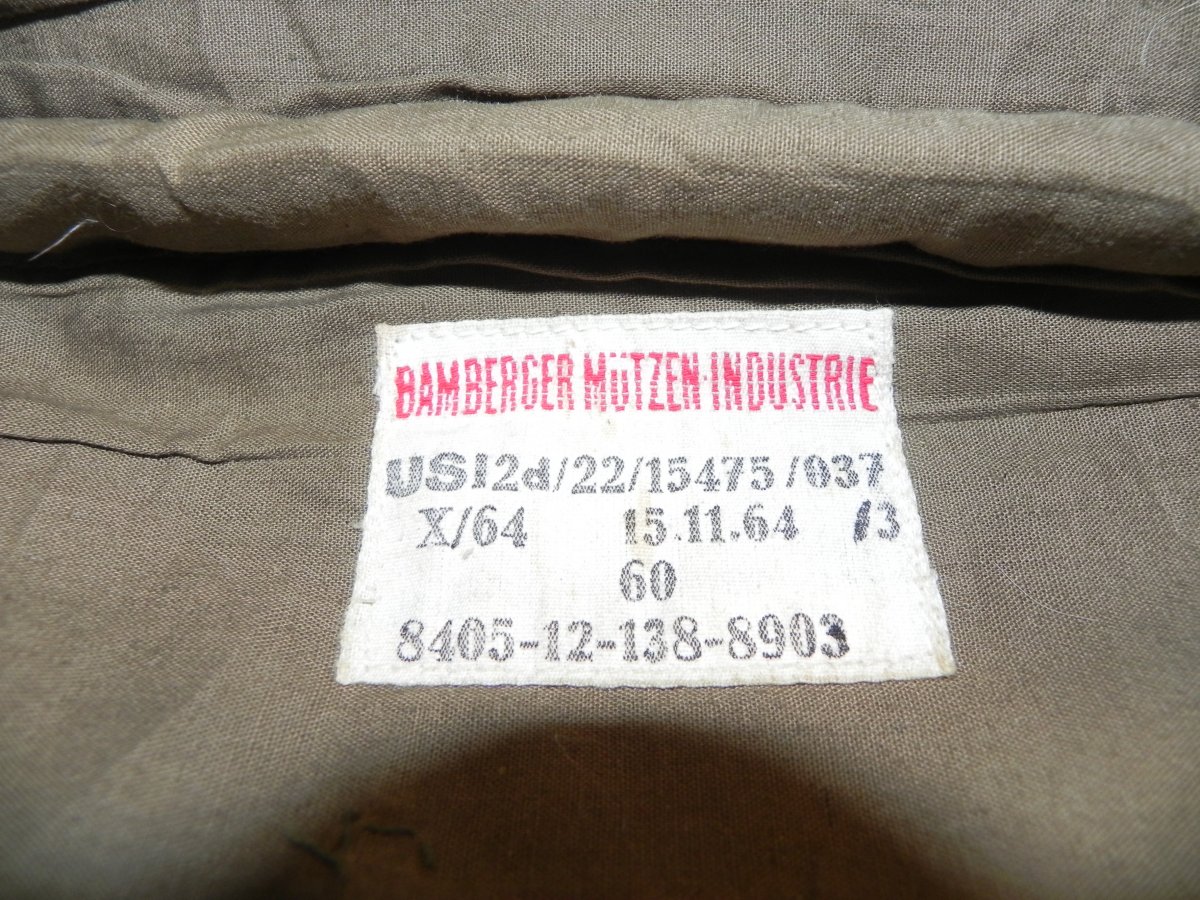 BAMBERGER MÜTZEN-INDUSTRIE
USI2d/22/15475/037
X/64 15.11.64 /3
60
8405-12-138-8903